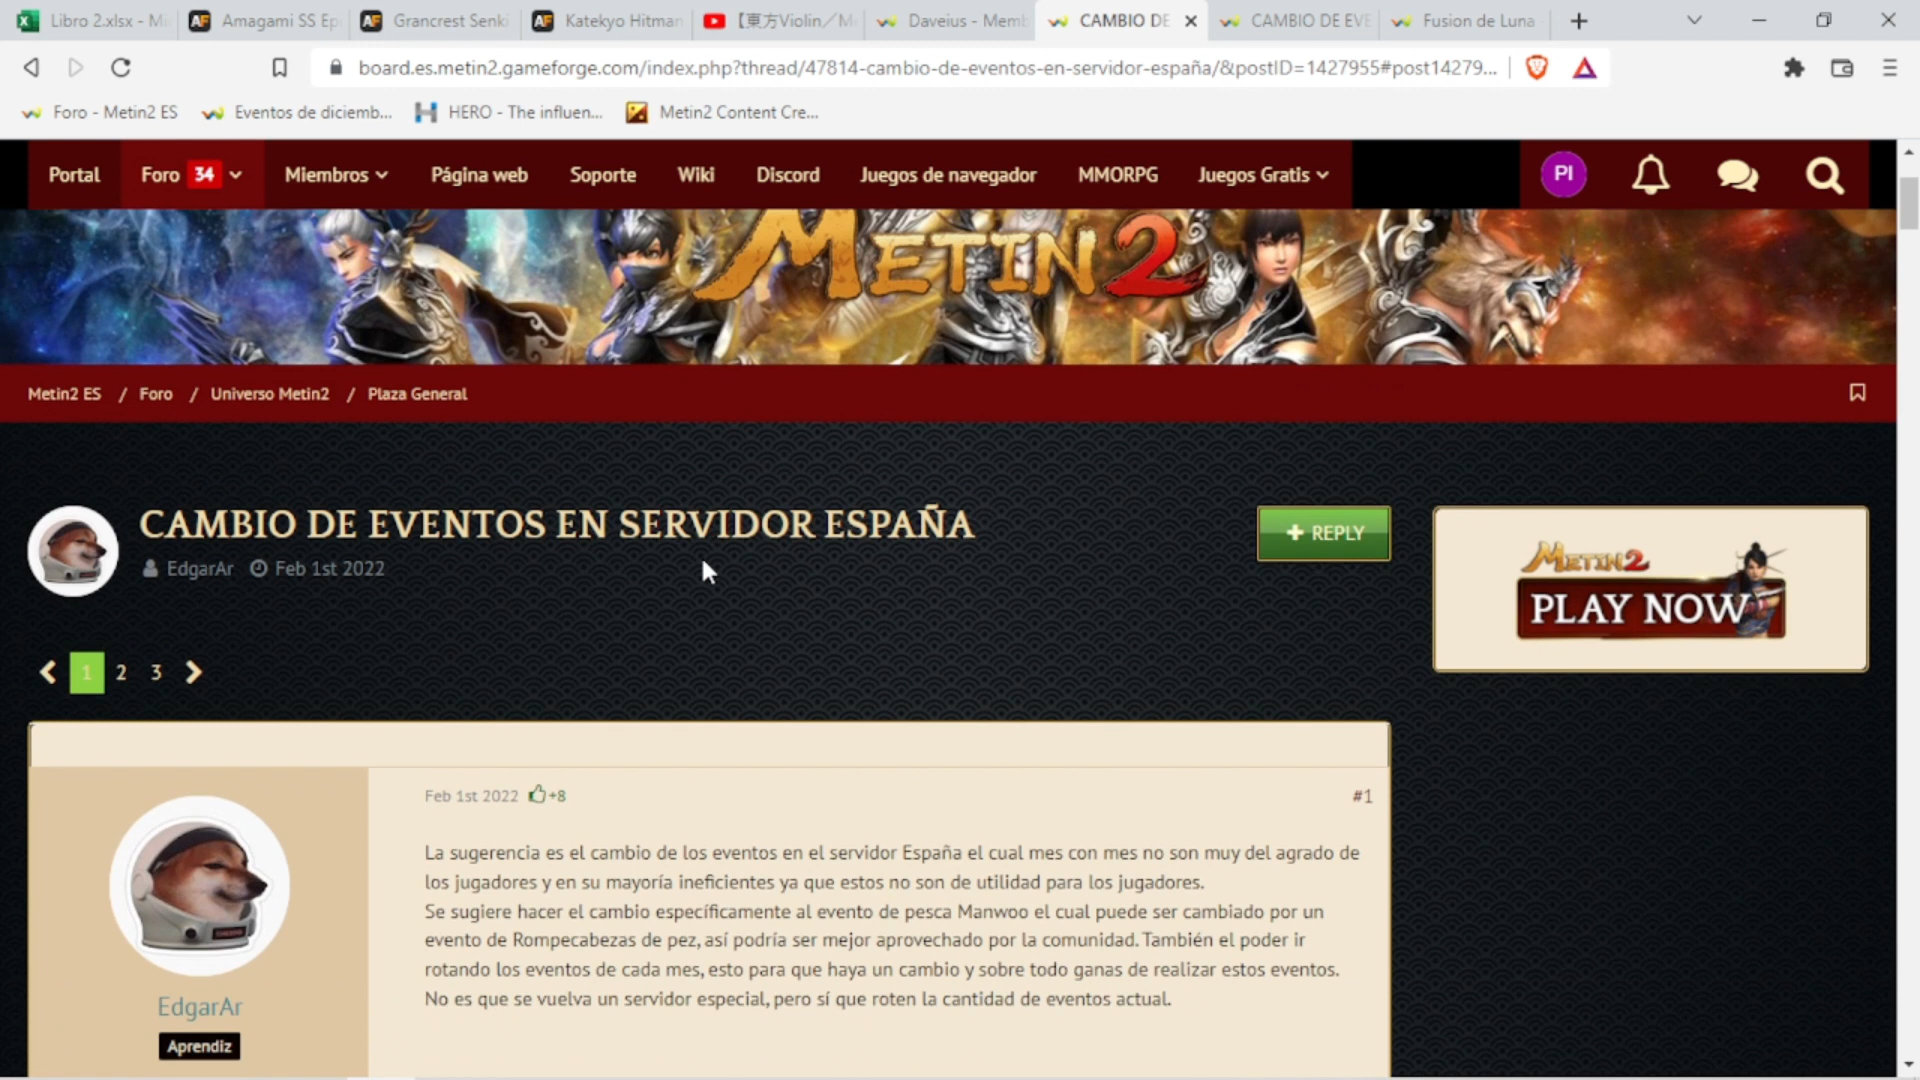 Libro 2.xlsx - Mi
Amagami SS Ep
Grancrest Senki
Katekyo Hitman
【東方Violin／Me
Daveius - Memb
CAMBIO DE
CAMBIO DE EVE
Fusion de Luna
board.es.metin2.gameforge.com/index.php?thread/47814-cambio-de-eventos-en-servidor-españa/&postID=1427955#post14279...
Foro - Metin2 ES
Eventos de diciemb...
HERO - The influen...
Metin2 Content Cre...
Portal
Foro 34
Miembros
Página web
Soporte
Wiki
Discord
Juegos de navegador
MMORPG
Juegos Gratis
PI
METIN2
Metin2 ES / Foro / Universo Metin2 / Plaza General
CAMBIO DE EVENTOS EN SERVIDOR ESPAÑA
EdgarAr Feb 1st 2022
+ REPLY
METIN2
PLAY NOW
1 2 3
Feb 1st 2022 +8
#1
La sugerencia es el cambio de los eventos en el servidor España el cual mes con mes no son muy del agrado de
los jugadores y en su mayoría ineficientes ya que estos no son de utilidad para los jugadores.
Se sugiere hacer el cambio específicamente al evento de pesca Manwoo el cual puede ser cambiado por un
evento de Rompecabezas de pez, así podría ser mejor aprovechado por la comunidad. También el poder ir
rotando los eventos de cada mes, esto para que haya un cambio y sobre todo ganas de realizar estos eventos.
No es que se vuelva un servidor especial, pero sí que roten la cantidad de eventos actual.
EdgarAr
Aprendiz